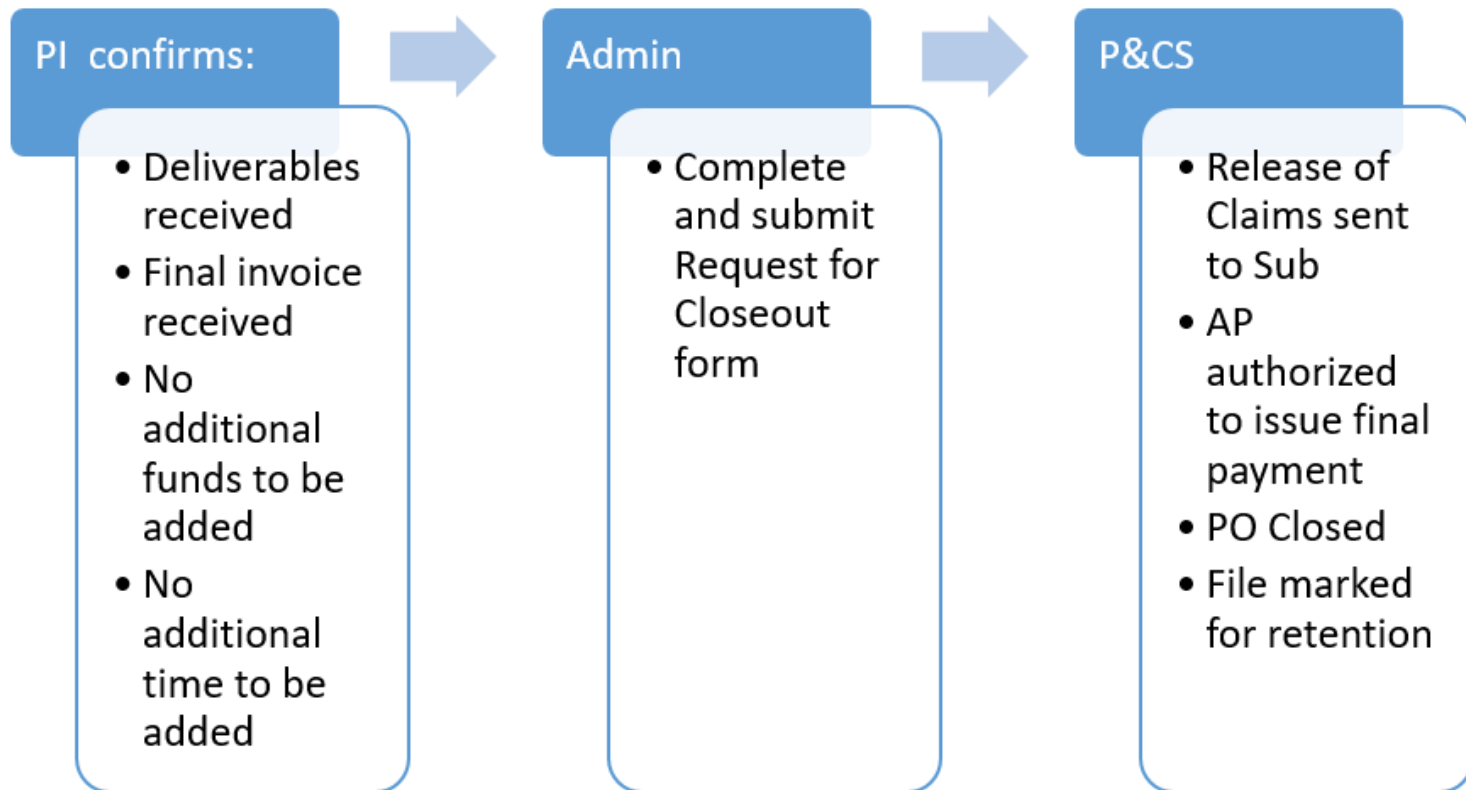 PI confirms:
• Deliverables
received
• Final invoice
received
• No
additional
funds to be
added
• No
additional
time to be
added
Admin
• Complete
and submit
Request for
Closeout
form
P&CS
• Release of
Claims sent
to Sub
• AP
authorized
to issue final
payment
• PO Closed
• File marked
for retention